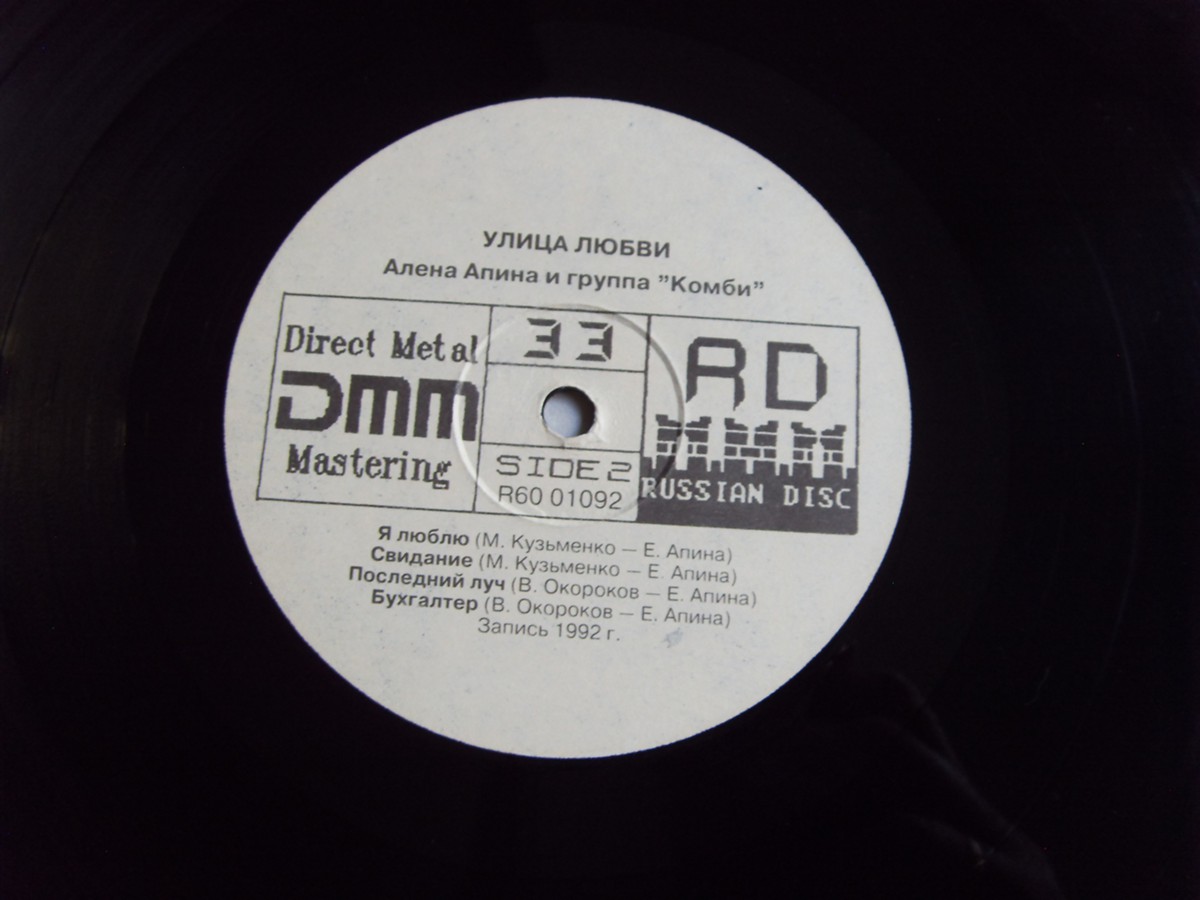 УЛИЦА ЛЮБВИ
Алена Апина и группа ”Комби”
Direct Metal
DMM
Mastering
33
SIDE 2
R60 01092
RD
RUSSIAN DISC
Я люблю (М. Кузьменко — Е. Апина)
Свидание (М. Кузьменко — Е. Апина)
Последний луч (В. Окороков — Е. Апина)
Бухгалтер (В. Окороков — Е. Апина)
Запись 1992 г.